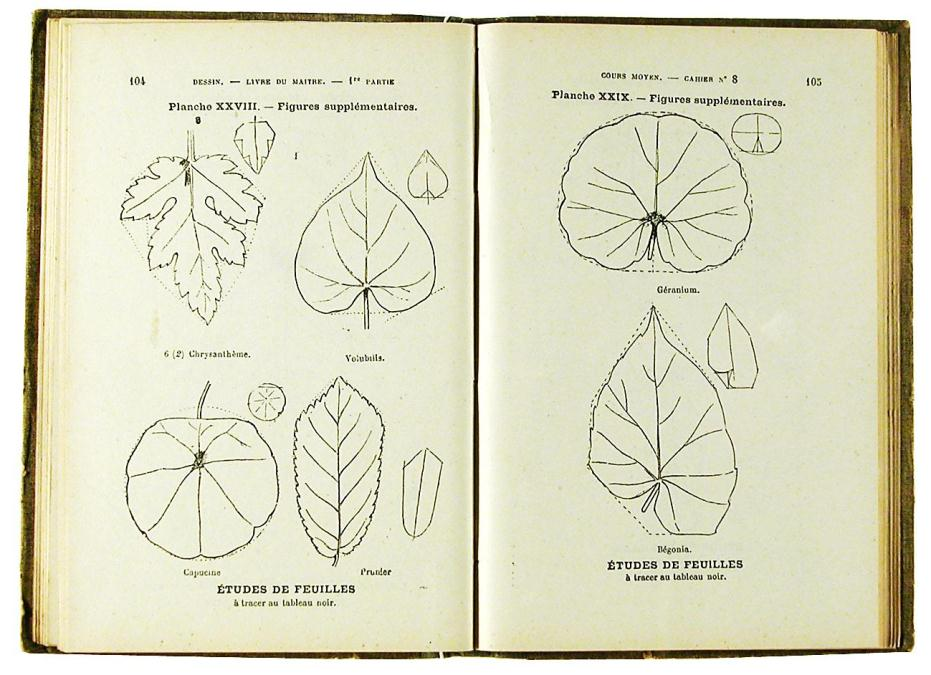 104 DESSIN. — LIVRE DU MAITRE. — 1re PARTIE
Planche XXVIII. — Figures supplémentaires.
6 (2) Chrysanthème.
Volubilis.
Capucine
Prunier
ÉTUDES DE FEUILLES
à tracer au tableau noir.
COURS MOYEN. — CAHIER N° 8 105
Planche XXIX. — Figures supplémentaires.
Géranium.
Bégonia.
ÉTUDES DE FEUILLES
à tracer au tableau noir.